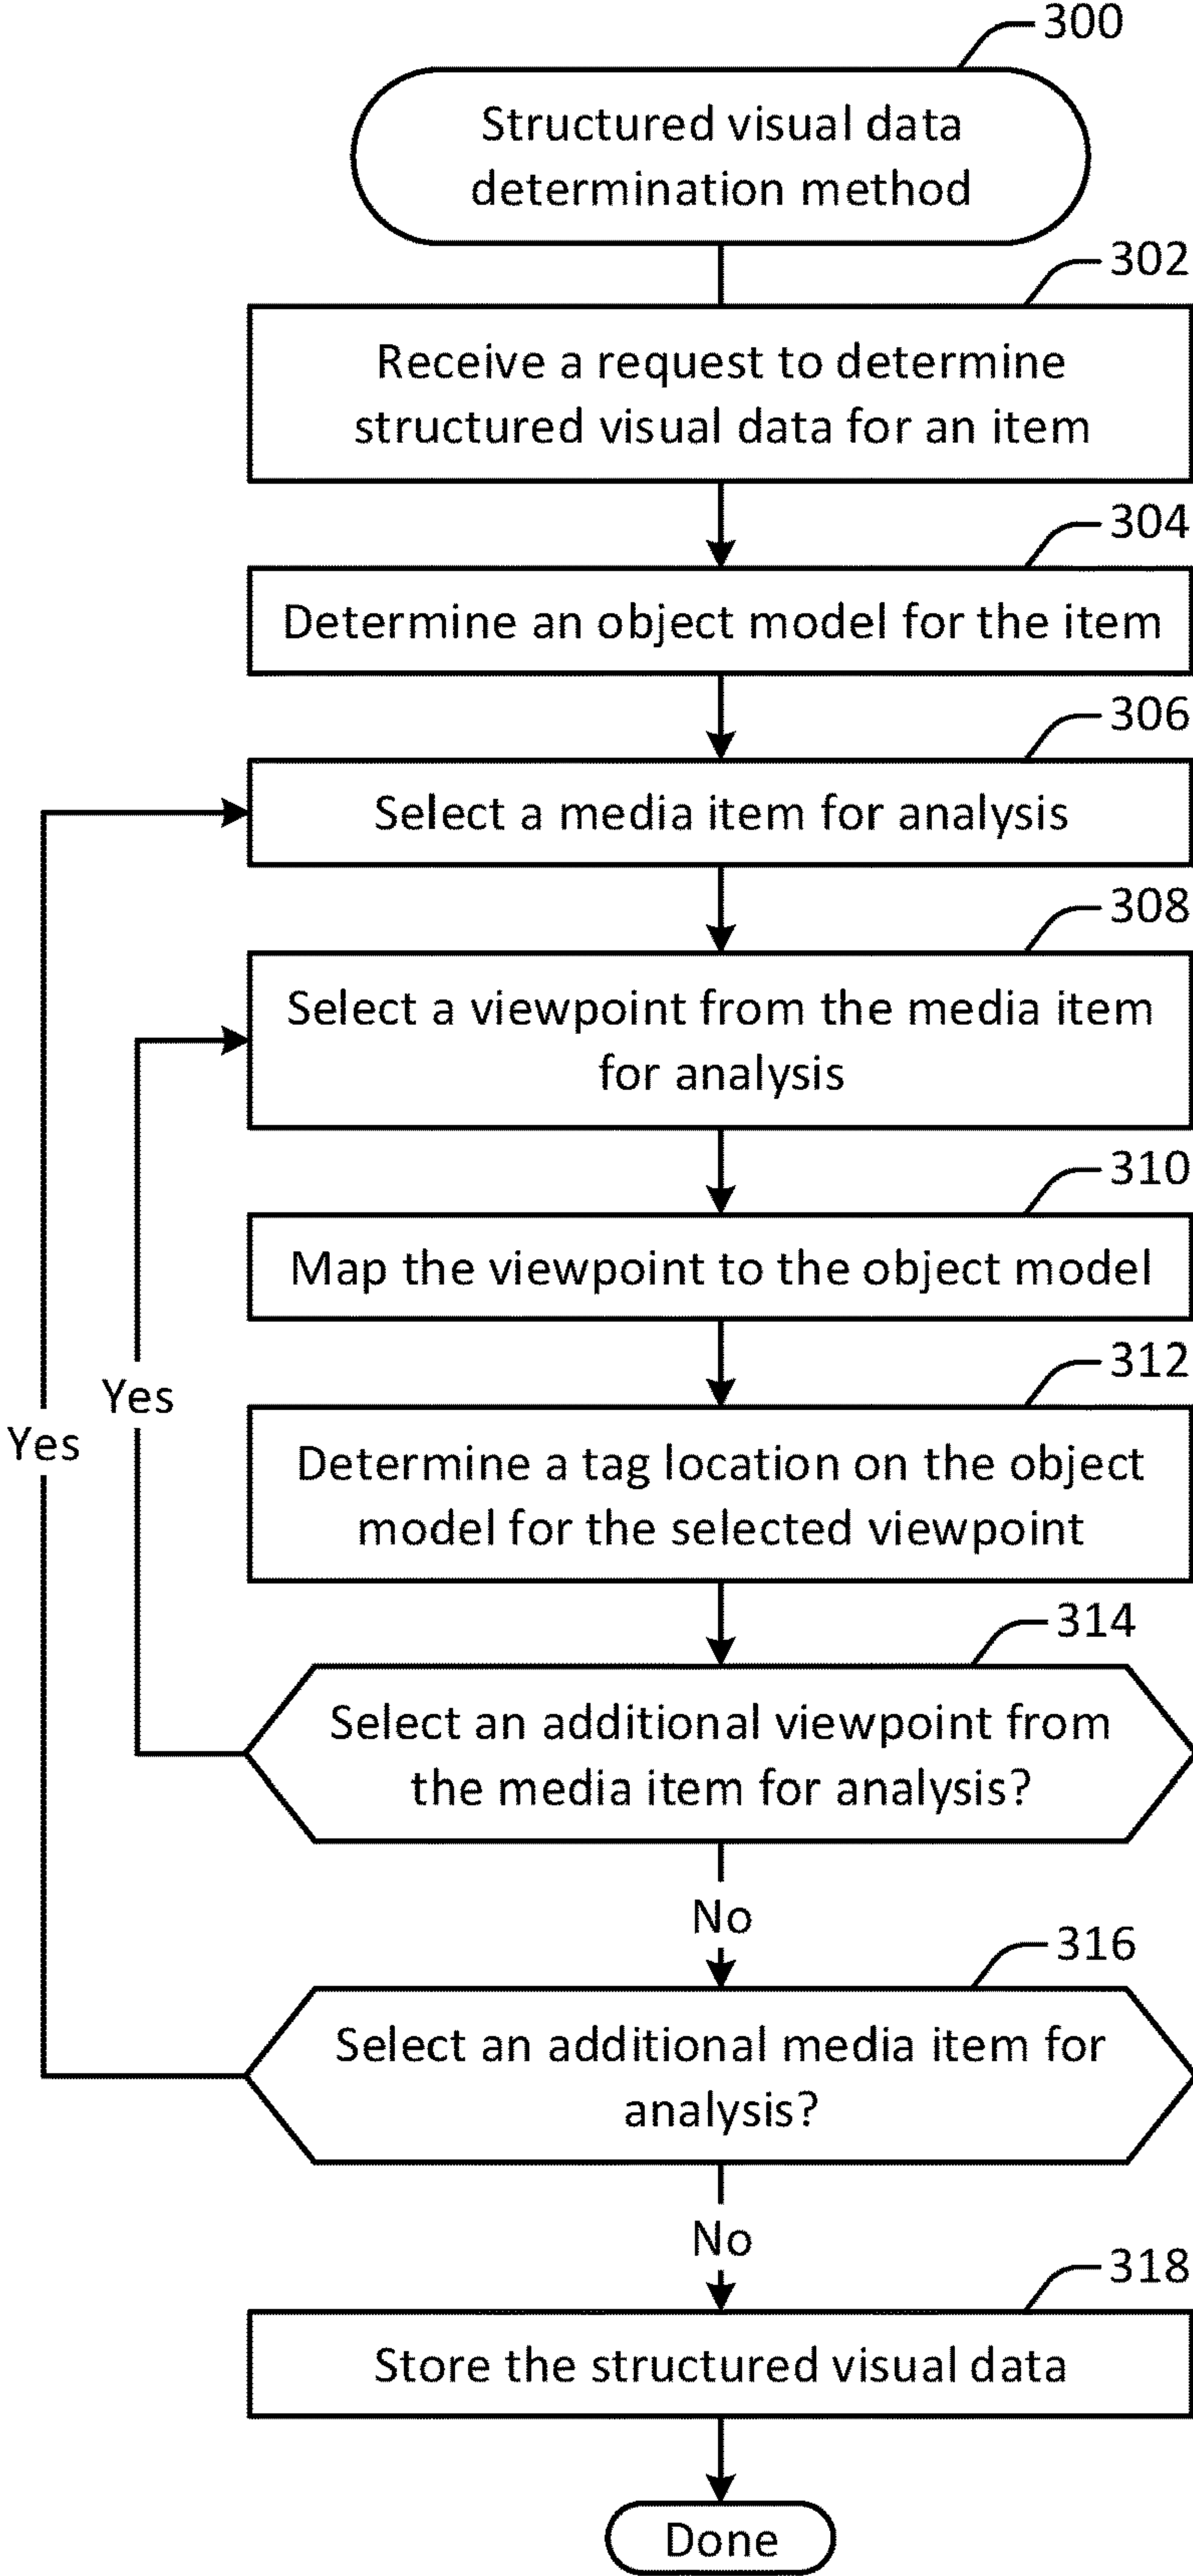 300
Structured visual data
determination method
302
Receive a request to determine
structured visual data for an item
304
Determine an object model for the item
306
Select a media item for analysis
308
Select a viewpoint from the media item
for analysis
310
Map the viewpoint to the object model
312
Determine a tag location on the object
model for the selected viewpoint
Yes
Yes
314
Select an additional viewpoint from
the media item for analysis?
No
316
Select an additional media item for
analysis?
No
318
Store the structured visual data
Done